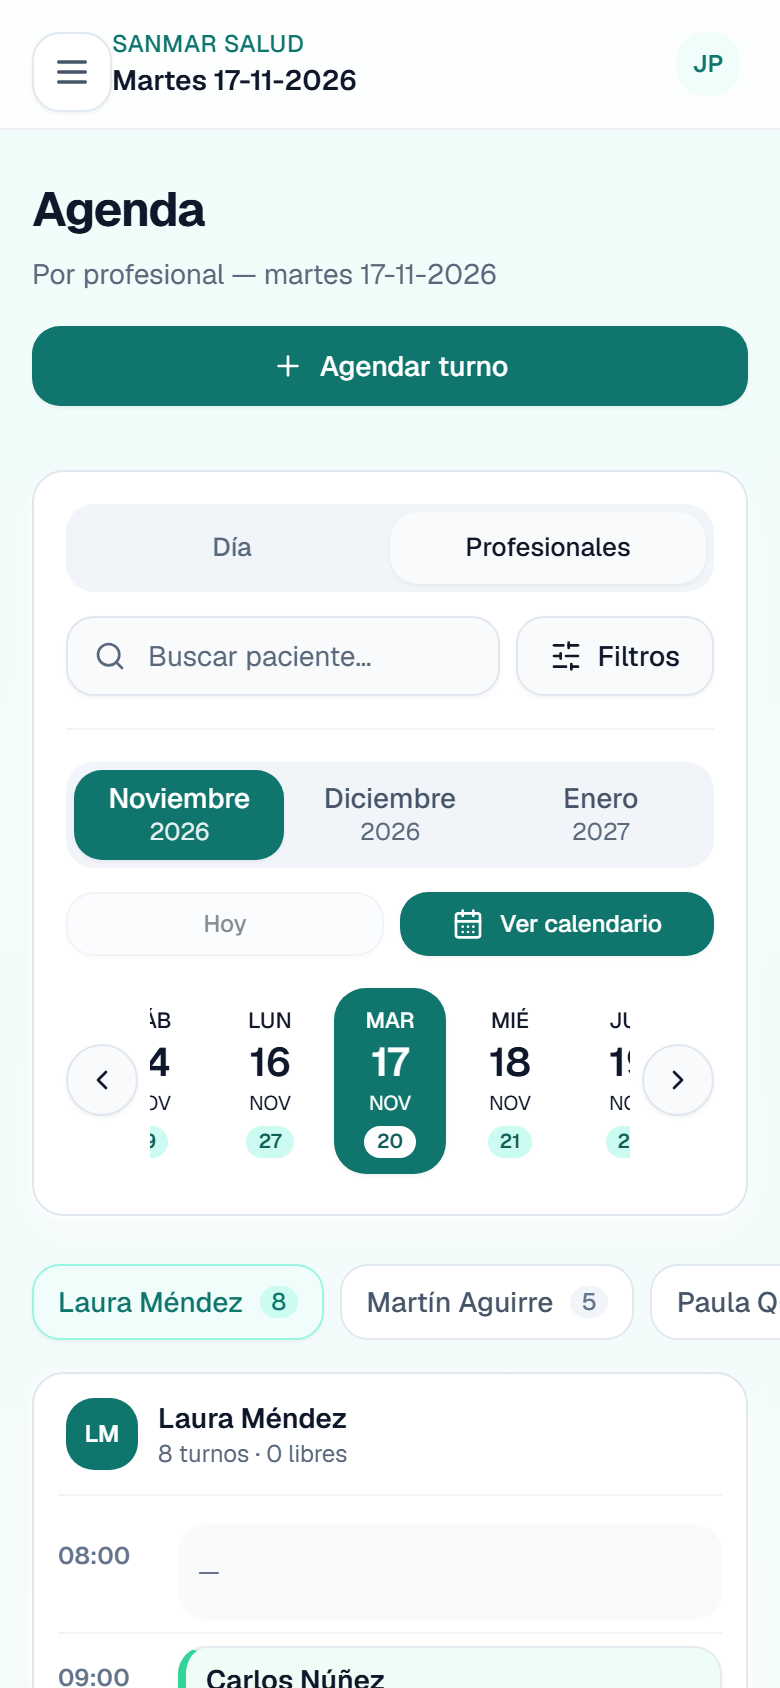 SANMAR SALUD
Martes 17-11-2026
JP
Agenda
Por profesional — martes 17-11-2026
Agendar turno
Día
Profesionales
Buscar paciente...
Filtros
Noviembre
2026
Diciembre
2026
Enero
2027
Hoy
Ver calendario
LUN
16
NOV
27
MAR
17
NOV
20
MIÉ
18
NOV
21
Laura Méndez 8
Martín Aguirre 5
Paula
LM
Laura Méndez
8 turnos · 0 libres
08:00
—
09:00
Carlos Núñez